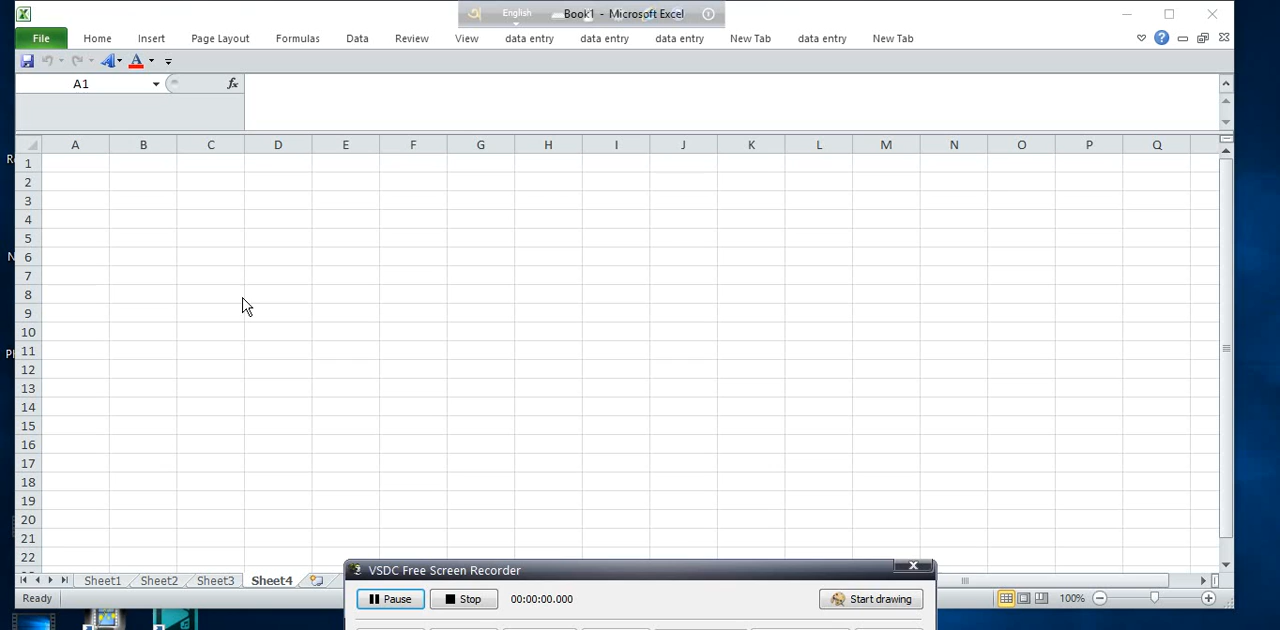 English
Book1 - Microsoft Excel
File Home Insert Page Layout Formulas Data Review View data entry data entry data entry New Tab data entry New Tab
A
A1 fx
A B C D E F G H I J K L M N O P Q
1
2
3
4
5
6
7
8
9
10
11
12
13
14
15
16
17
18
19
20
21
22
Sheet1 Sheet2 Sheet3 Sheet4
VSDC Free Screen Recorder
Ready
100%
Pause Stop 00:00:00.000 Start drawing